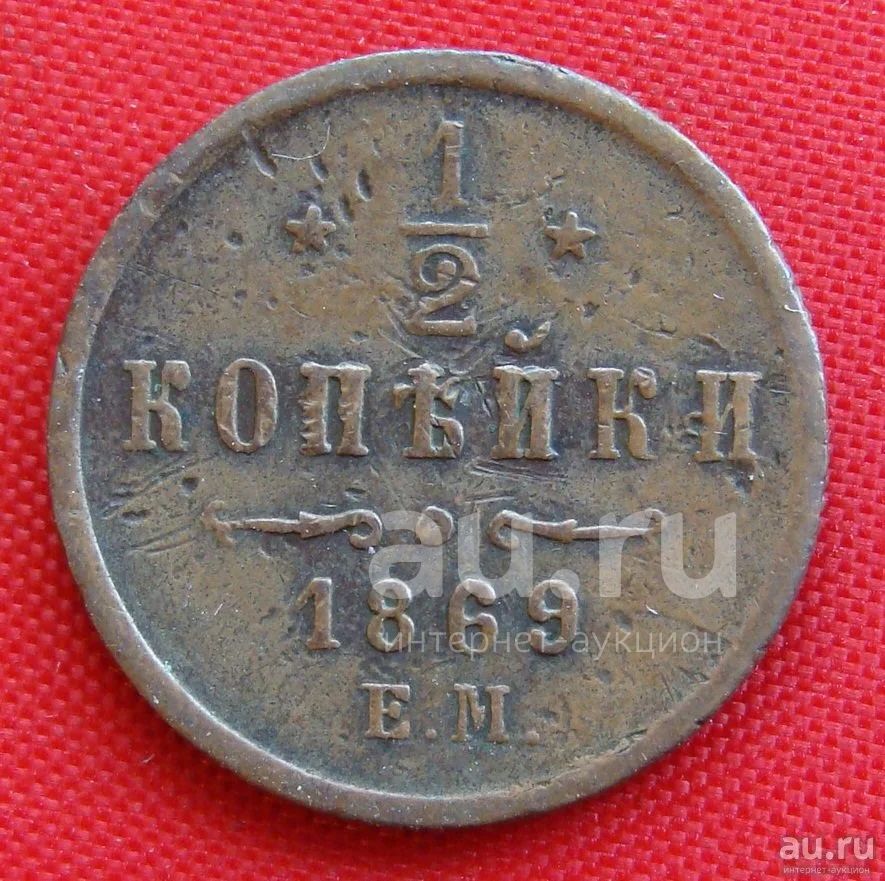 1
2
КОПѢЙКИ
au.ru
1869
интернет-аукцион
Е.М.
au.ru
интернет-аукцион